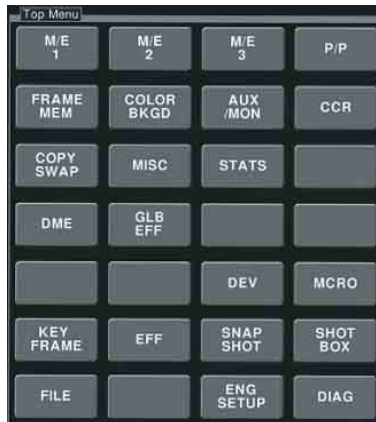 Top Menu
M/E
1
M/E
2
M/E
3
P/P
FRAME
MEM
COLOR
BKGD
AUX
/MON
CCR
COPY
SWAP
MISC
STATS
DME
GLB
EFF
DEV
MCRO
KEY
FRAME
EFF
SNAP
SHOT
SHOT
BOX
FILE
ENG
SETUP
DIAG